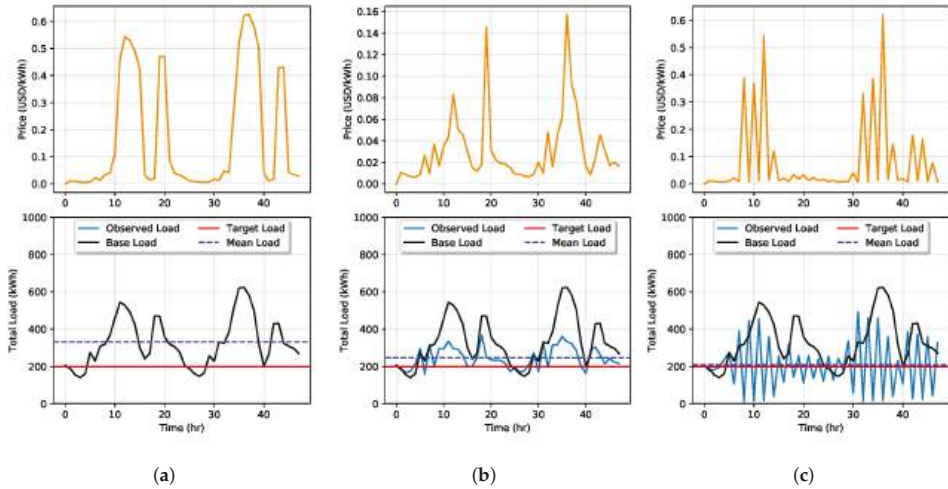 0.6
0.5
0.4
0.3
0.2
0.1
0.0
Price (USD/kWh)
0 10 20 30 40
0.16
0.14
0.12
0.10
0.08
0.06
0.04
0.02
0.00
Price (USD/kWh)
0 10 20 30 40
0.6
0.5
0.4
0.3
0.2
0.1
0.0
Price (USD/kWh)
0 10 20 30 40
1000
800
600
400
200
0
Total Load (kWh)
Observed Load Target Load
Base Load Mean Load
0 10 20 30 40
Time (hr)
1000
800
600
400
200
0
Total Load (kWh)
Observed Load Target Load
Base Load Mean Load
0 10 20 30 40
Time (hr)
1000
800
600
400
200
0
Total Load (kWh)
Observed Load Target Load
Base Load Mean Load
0 10 20 30 40
Time (hr)
(a) (b) (c)